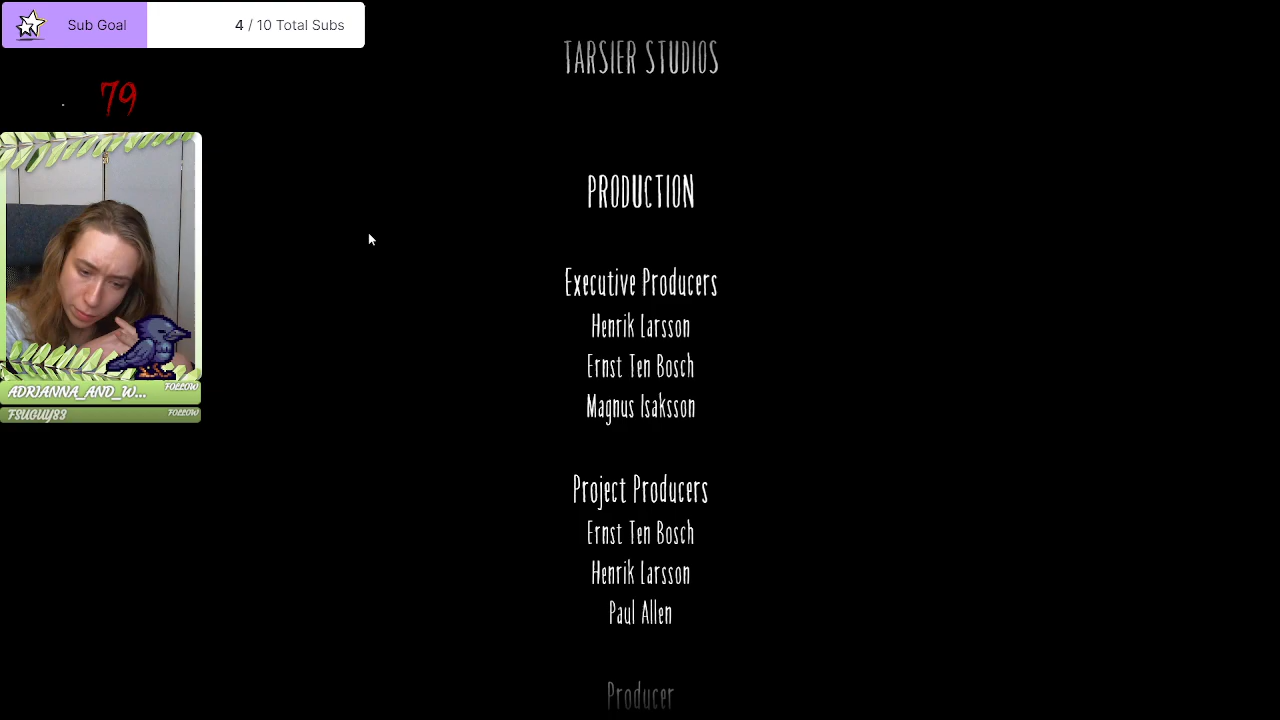 Sub Goal
4 / 10 Total Subs
79
ADRIANNA_AND_W...
FOLLOW
FSUGUY83
FOLLOW
TARSIER STUDIOS
PRODUCTION
Executive Producers
Henrik Larsson
Ernst Ten Bosch
Magnus Isaksson
Project Producers
Ernst Ten Bosch
Henrik Larsson
Paul Allen
Producer